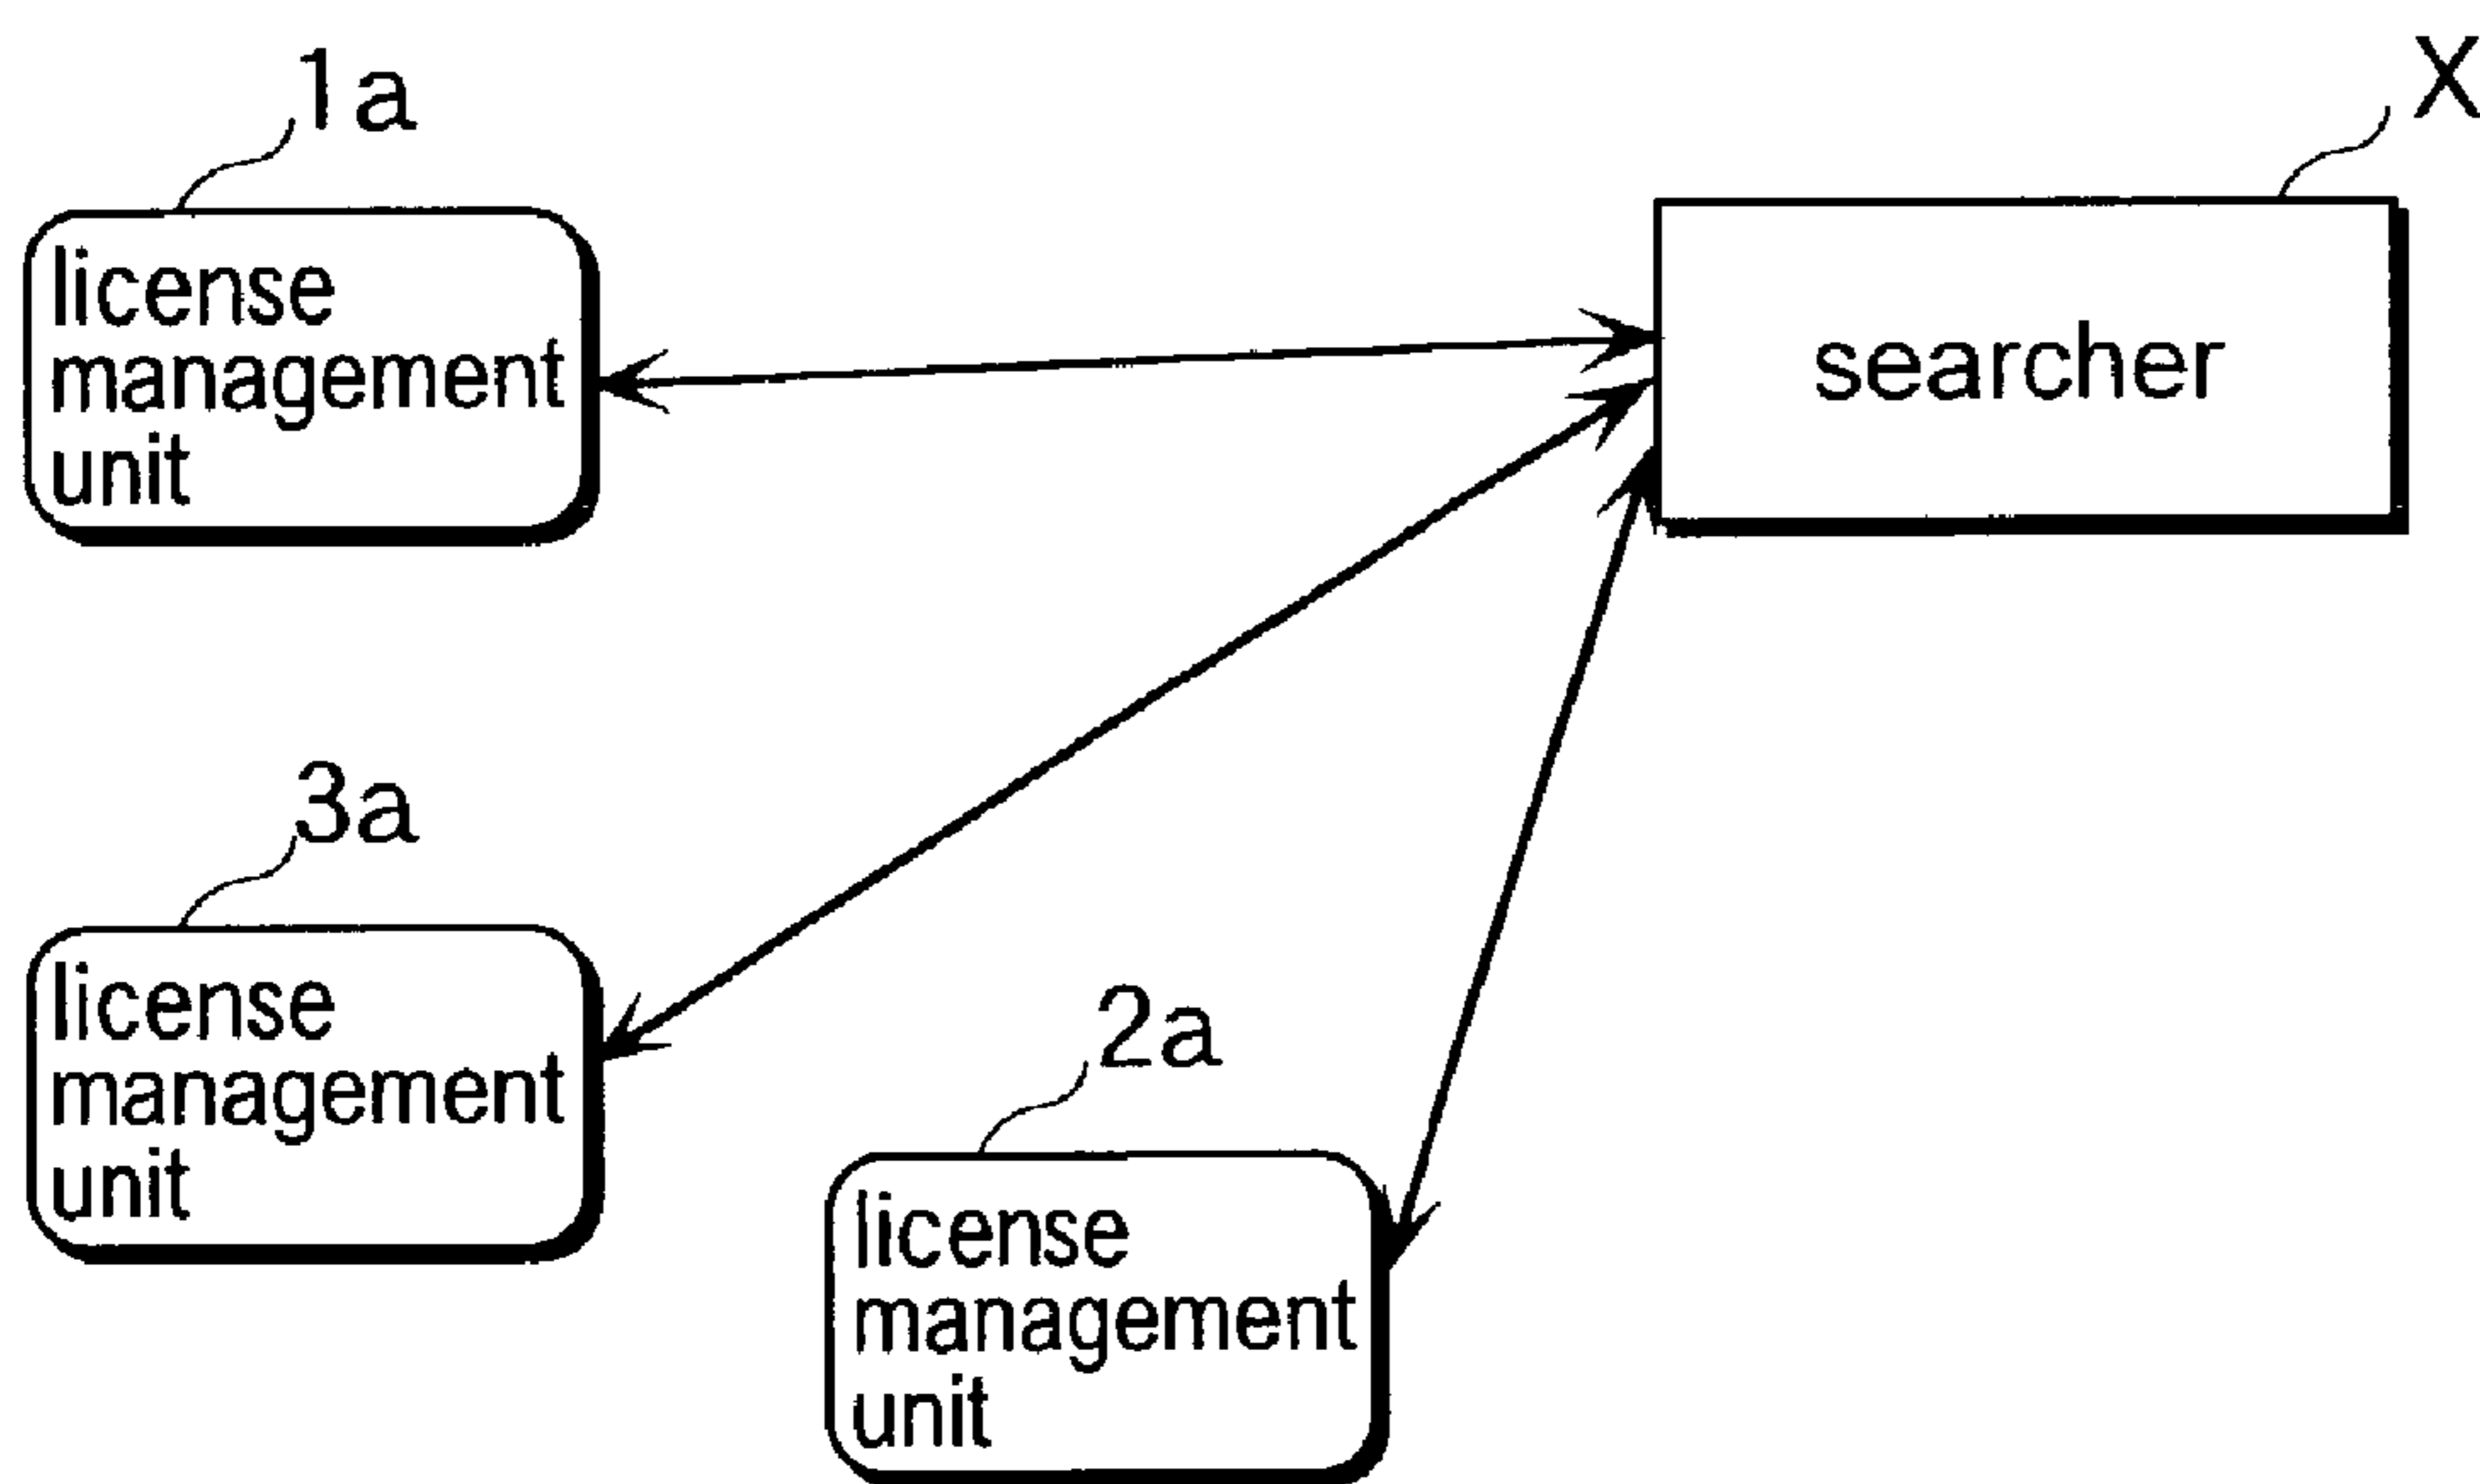 1a
license
management
unit
X
searcher
3a
license
management
unit
2a
license
management
unit